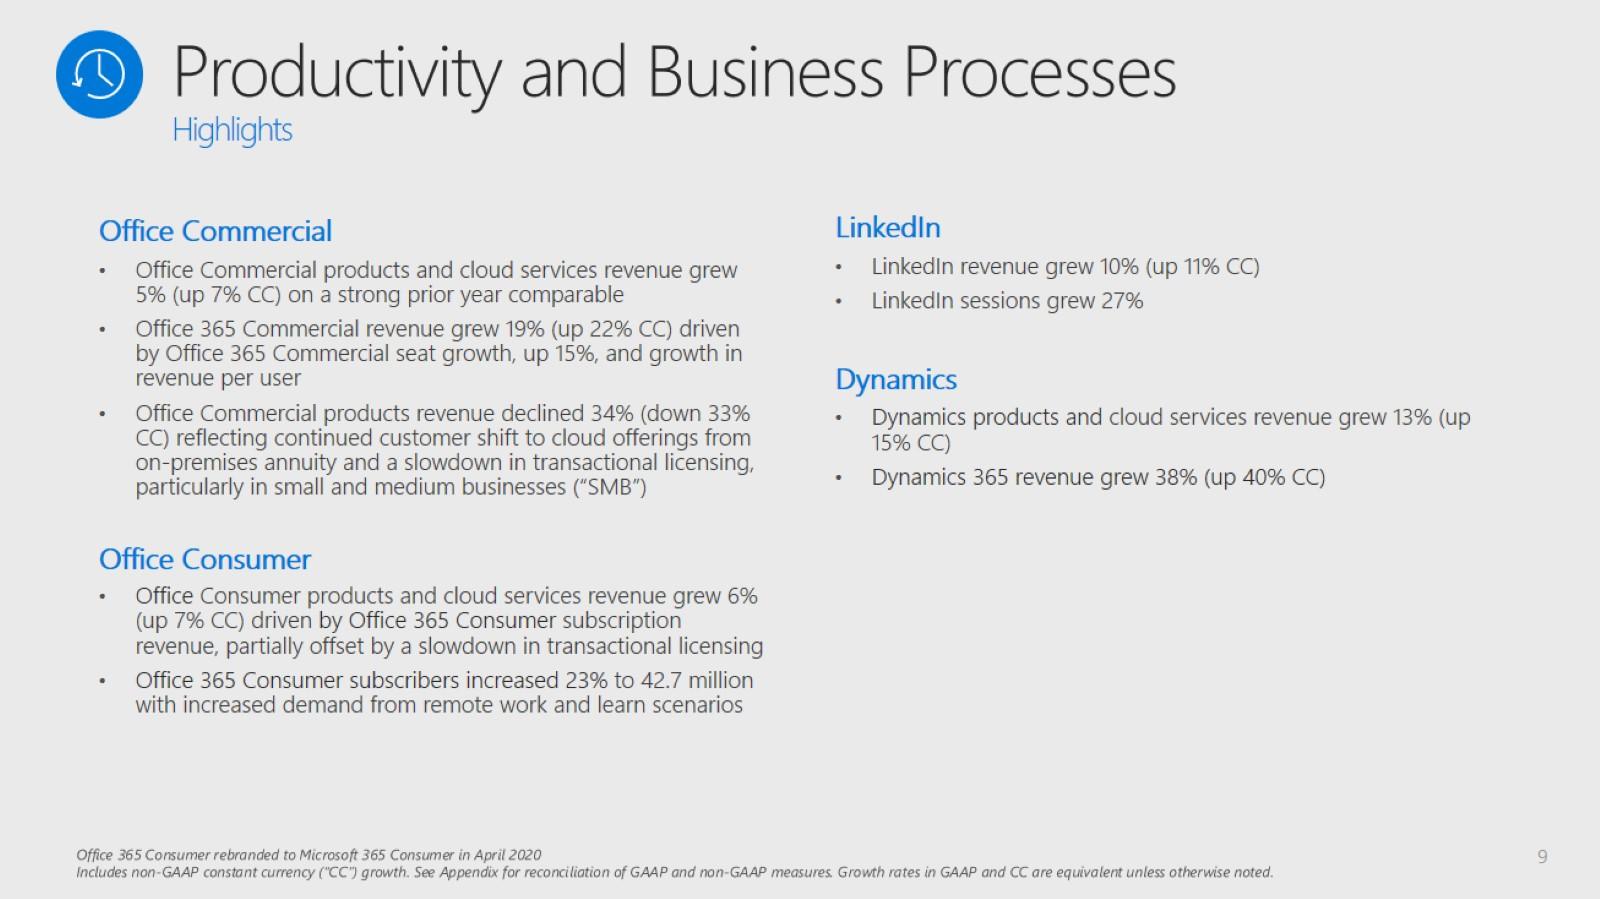 Productivity and Business Processes
Highlights
Office Commercial
• Office Commercial products and cloud services revenue grew
5% (up 7% CC) on a strong prior year comparable
• Office 365 Commercial revenue grew 19% (up 22% CC) driven
by Office 365 Commercial seat growth, up 15%, and growth in
revenue per user
• Office Commercial products revenue declined 34% (down 33%
CC) reflecting continued customer shift to cloud offerings from
on-premises annuity and a slowdown in transactional licensing,
particularly in small and medium businesses (“SMB”)
Office Consumer
• Office Consumer products and cloud services revenue grew 6%
(up 7% CC) driven by Office 365 Consumer subscription
revenue, partially offset by a slowdown in transactional licensing
• Office 365 Consumer subscribers increased 23% to 42.7 million
with increased demand from remote work and learn scenarios
LinkedIn
• LinkedIn revenue grew 10% (up 11% CC)
• LinkedIn sessions grew 27%
Dynamics
• Dynamics products and cloud services revenue grew 13% (up
15% CC)
• Dynamics 365 revenue grew 38% (up 40% CC)
Office 365 Consumer rebranded to Microsoft 365 Consumer in April 2020
Includes non-GAAP constant currency ("CC") growth. See Appendix for reconciliation of GAAP and non-GAAP measures. Growth rates in GAAP and CC are equivalent unless otherwise noted.
9